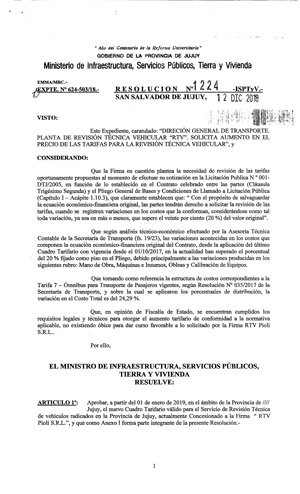 " Año del Centenario de la Reforma Universitaria"
GOBIERNO DE LA PROVINCIA DE JUJUY
Ministerio de Infraestructura, Servicios Públicos, Tierra y Vivienda
EMMA/MRC.-
EXPTE. Nº 624-503/18.-
RESOLUCION Nº 1224 -ISPTyV.-
SAN SALVADOR DE JUJUY, 12 DIC 2018
VISTO:
Este Expediente, caratulado: "DIRECCIÓN GENERAL DE TRANSPORTE.
PLANTA DE REVISIÓN TÉCNICA VEHICULAR "RTV". SOLICITA AUMENTO EN EL
PRECIO DE LAS TARIFAS PARA LA REVISIÓN TÉCNICA VEHICULAR", y
CONSIDERANDO:
Que la Firma en cuestión plantea la necesidad de revisión de las tarifas
oportunamente propuestas al momento de efectuar su cotización en la Licitación Publica N "001-
DTJ/2005, en función de lo establecido en el Contrato celebrado entre las partes (Cláusula
Trigésimo Segunda) y el Pliego General de Bases y Condiciones de Llamado a Licitación Pública
(Capítulo I – Acápite 1.10.3), que claramente establecen que: " Con el propósito de salvaguardar
la ecuación económico-financiera original, las partes tendrán derecho a solicitar la revisión de las
tarifas, cuando se registren variaciones en los costos que la conforman, considerándose como tal
toda variación, ya sea en más o menos, que supere el veinte por ciento (20 %) del valor original".
Que según análisis técnico-económico efectuado por la Asesoría Técnica
Contable de la Secretaría de Transporte (fs. 19/23), las variaciones acontecidas en los costos que
componen la ecuación económico-financiera original del Contrato, desde la aplicación del último
Cuadro Tarifario con vigencia desde el 01/10/2017, en la actualidad han superado el porcentual
del 20 % fijado como piso en el Pliego, debido principalmente a las variaciones producidas en los
siguientes rubro: Mano de Obra, Máquinas e Insumos, Obleas y Calibración de Equipos.
Que tomando como referencia la estructura de costos correspondientes a la
Tarifa 7 – Ómnibus para Transporte de Pasajeros vigentes, según Resolución Nº 035/2017 de la
Secretaría de Transporte, y sobre la cual se aplicaron los porcentuales de distribución, la
variación en el Costo Total es del 24,29 %.
Que, en opinión de Fiscalía de Estado, se encuentran cumplidos los
requisitos legales y técnicos para otorgar el aumento tarifario de conformidad a la normativa
aplicable, no existiendo óbice para dar curso favorable a lo solicitado por la Firma RTV Pioli
S.R.L.,
Por ello,
EL MINISTRO DE INFRAESTRUCTURA, SERVICIOS PÚBLICOS,
TIERRA Y VIVIENDA
RESUELVE:
ARTÍCULO 1º: Aprobar, a partir del 01 de enero de 2019, en el ámbito de la Provincia de ////
Jujuy, el nuevo Cuadro Tarifario válido para el Servicio de Revisión Técnica
de vehículos radicados en la Provincia de Jujuy, actualmente Concesionado a la Firma " RTV
Pioli S.R.L.", y que como Anexo I forma parte integrante de la presente Resolución.-
1